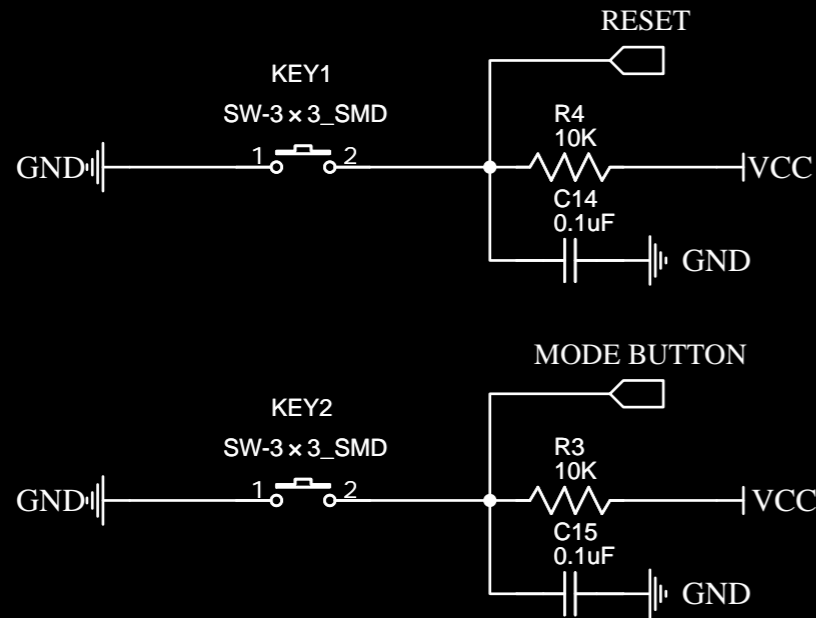 RESET
KEY1
SW-3×3_SMD
R4
10K
GND
1
2
VCC
C14
0.1uF
GND
MODE BUTTON
KEY2
SW-3×3_SMD
R3
10K
GND
1
2
VCC
C15
0.1uF
GND